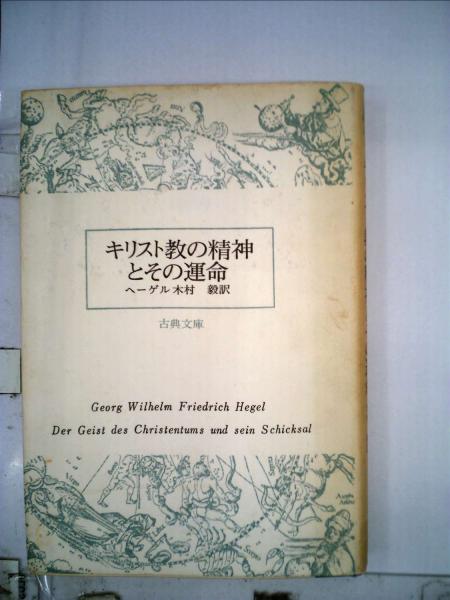 キリスト教の精神
とその運命
ヘーゲル 木村 毅訳
古典文庫
Georg Wilhelm Friedrich Hegel
Der Geist des Christentums und sein Schicksal